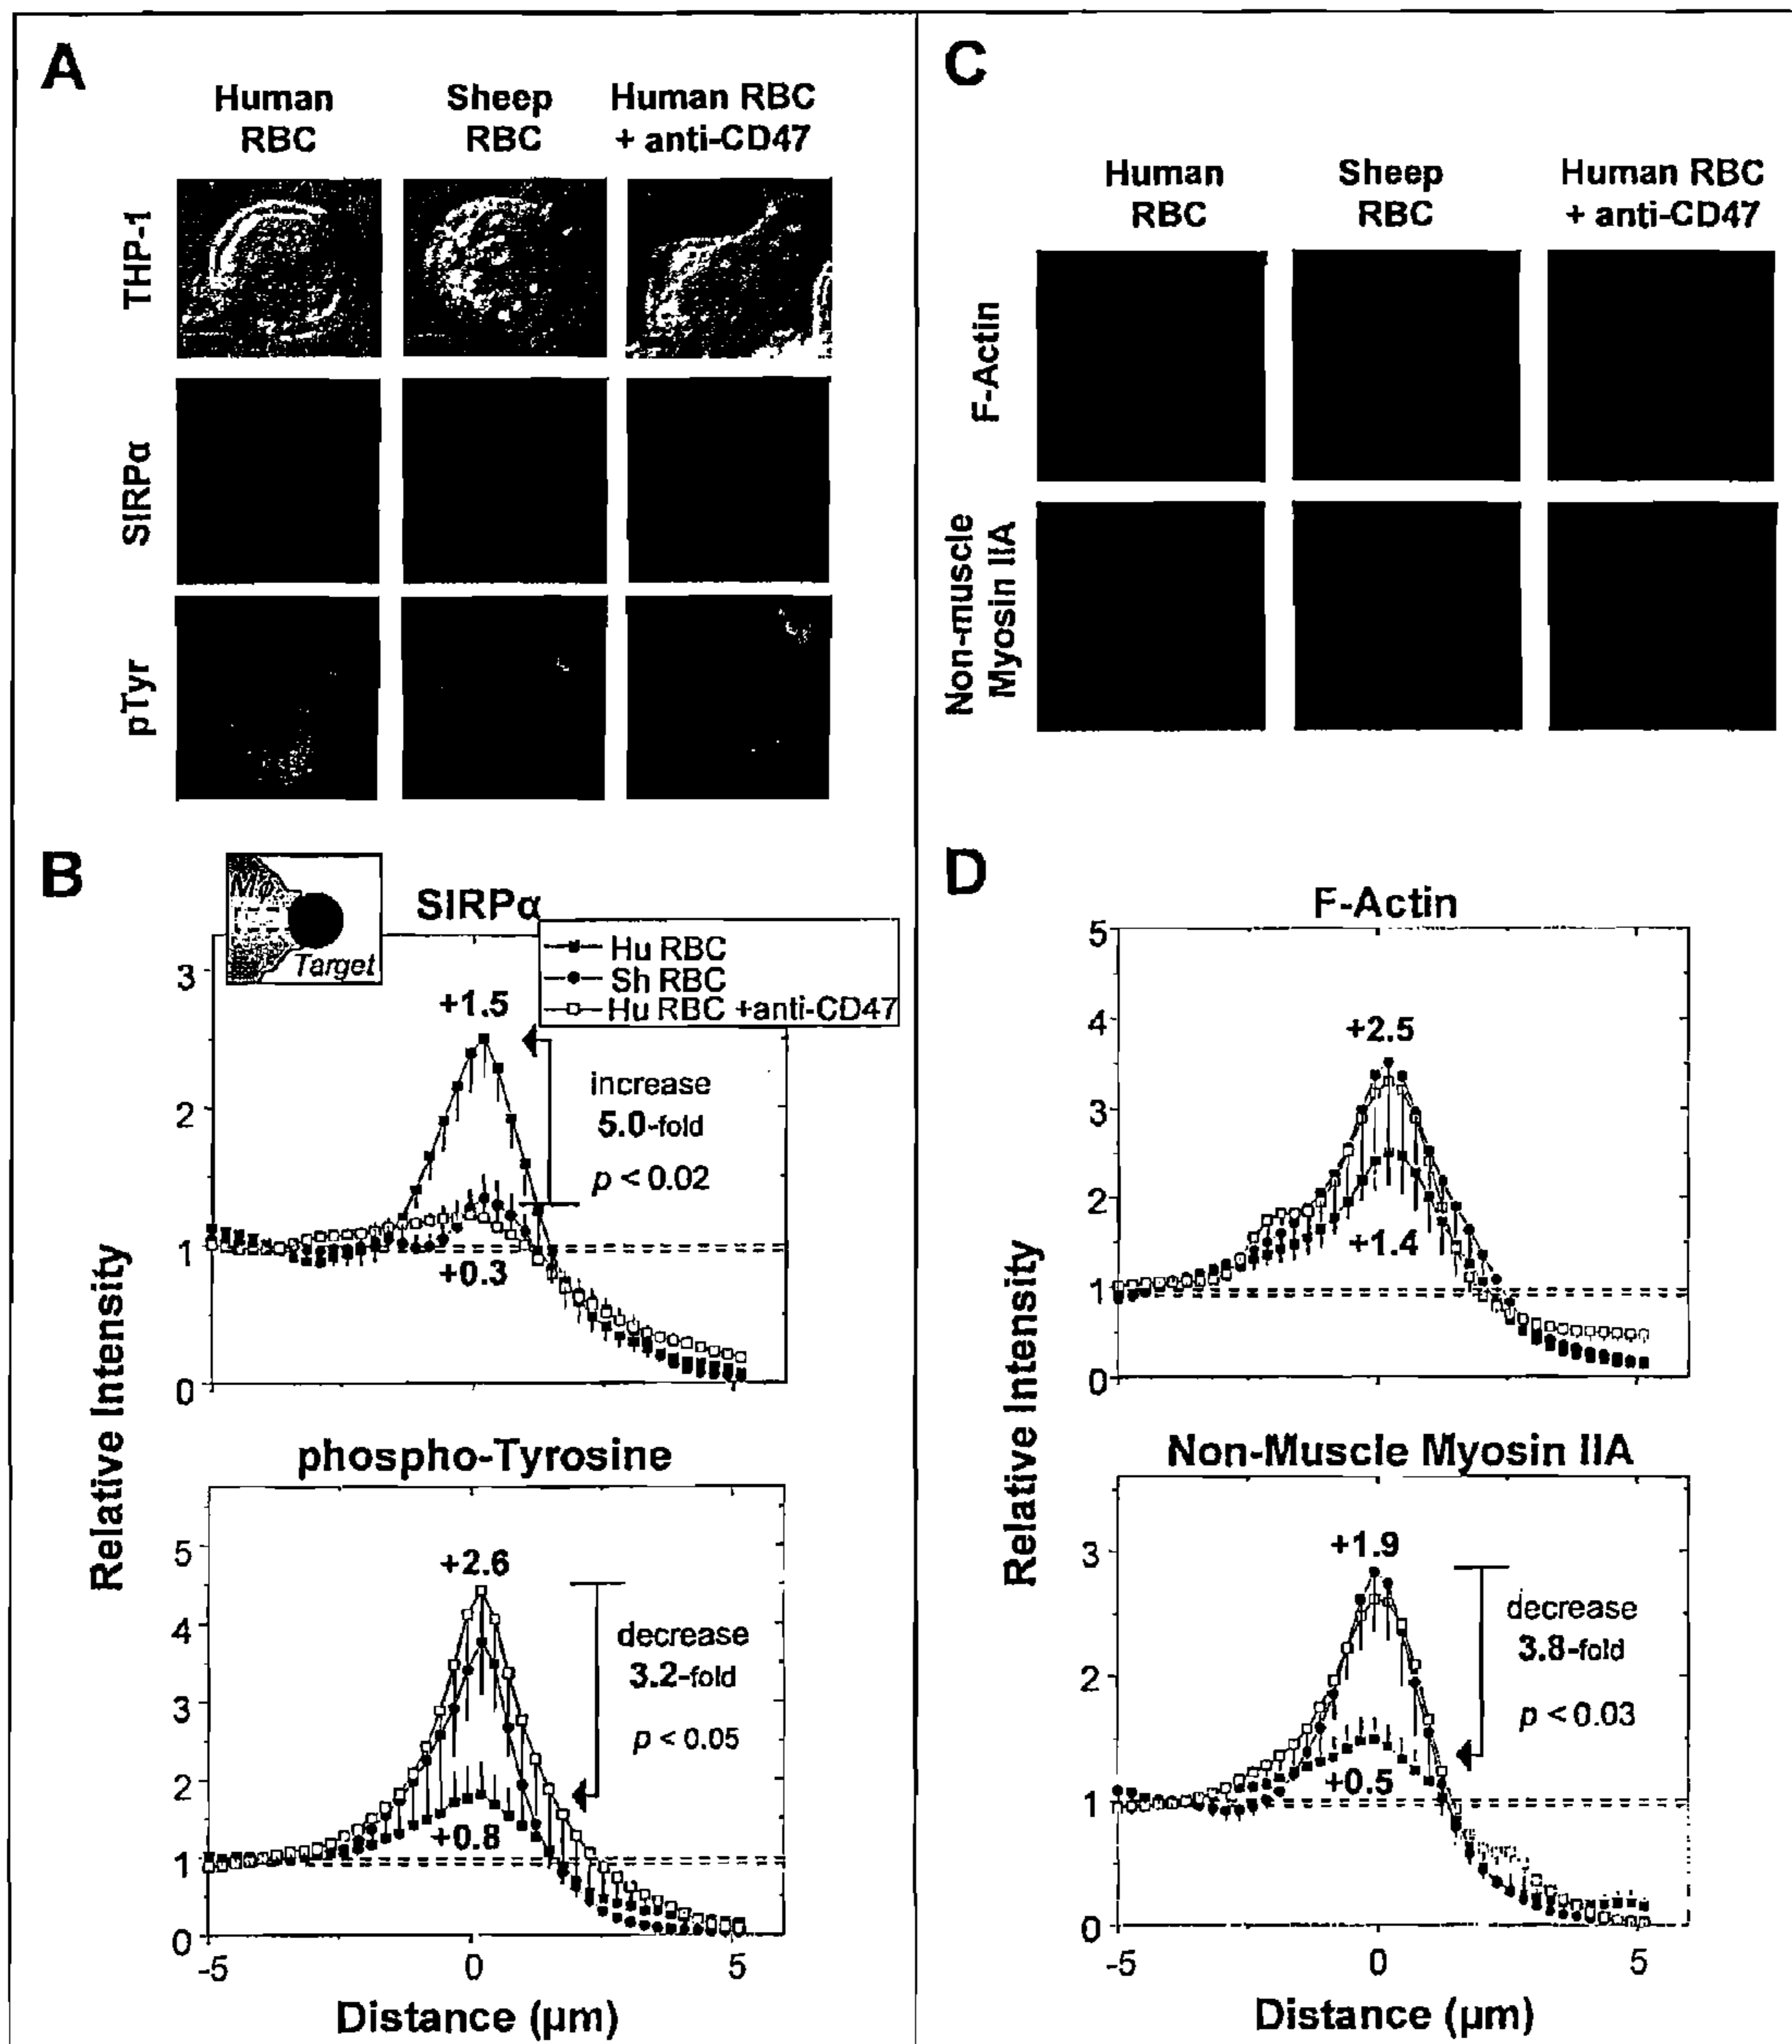 A
Human RBC
Sheep RBC
Human RBC + anti-CD47
THP-1
SIRPα
pTyr
B
Mφ
Target
SIRPα
Hu RBC
Sh RBC
Hu RBC +anti-CD47
3
2
1
0
+1.5
increase
5.0-fold
p < 0.02
+0.3
Relative Intensity
phospho-Tyrosine
5
4
3
2
1
0
+2.6
decrease
3.2-fold
p < 0.05
+0.8
-5
0
5
Distance (μm)
C
Human RBC
Sheep RBC
Human RBC + anti-CD47
F-Actin
Non-muscle
Myosin IIA
D
F-Actin
5
4
3
2
1
0
+2.5
+1.4
Relative Intensity
Non-Muscle Myosin IIA
3
2
1
0
+1.9
decrease
3.8-fold
p < 0.03
+0.5
-5
0
5
Distance (μm)